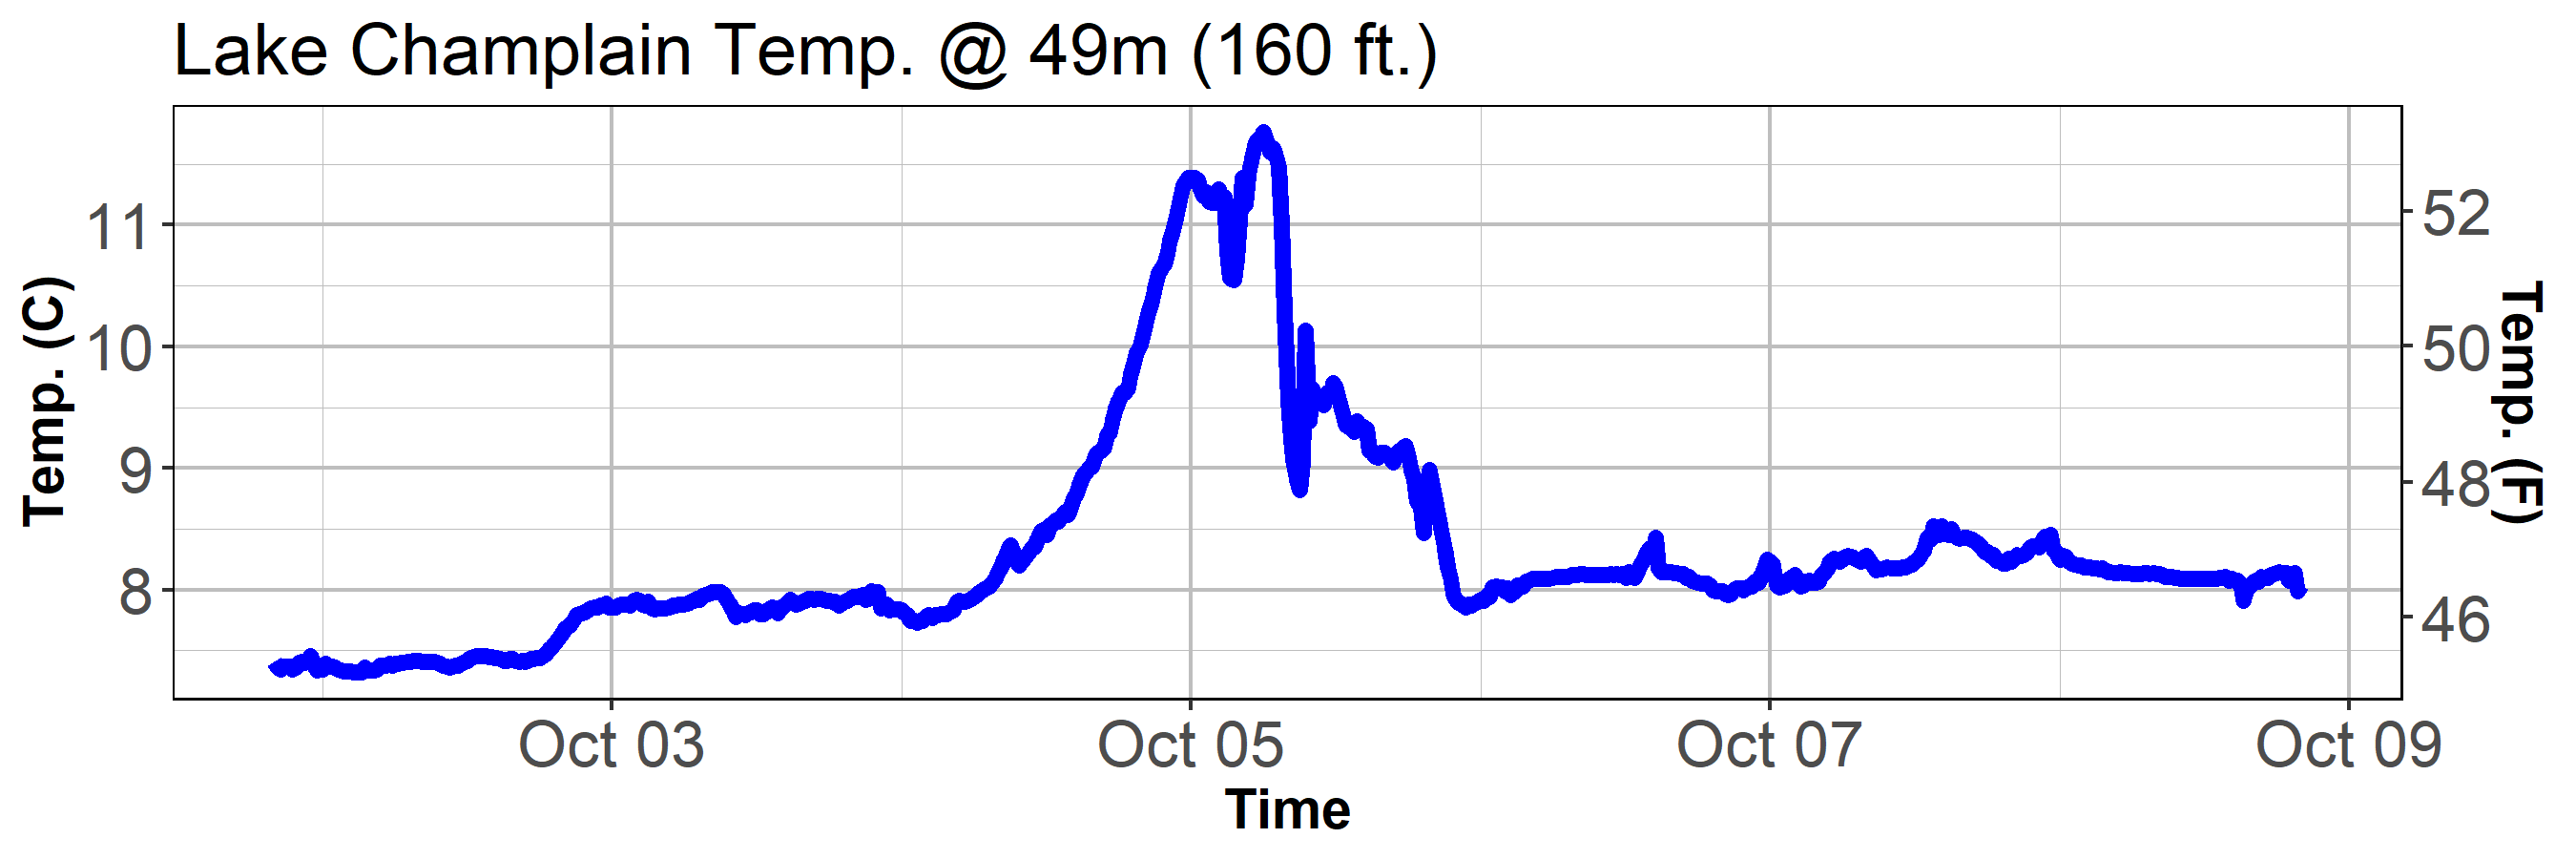 Lake Champlain Temp. @ 49m (160 ft.)
Temp. (C)
11
10
9
8
52
50
48
46
Temp. (F)
Oct 03 Oct 05 Oct 07 Oct 09
Time